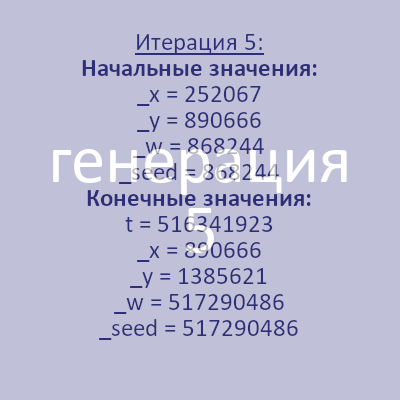 Итерация 5:
Начальные значения:
_x = 252067
_y = 890666
_w = 868244
_seed = 868244
генерация
5
Конечные значения:
t = 516341923
_x = 890666
_y = 1385621
_w = 517290486
_seed = 517290486